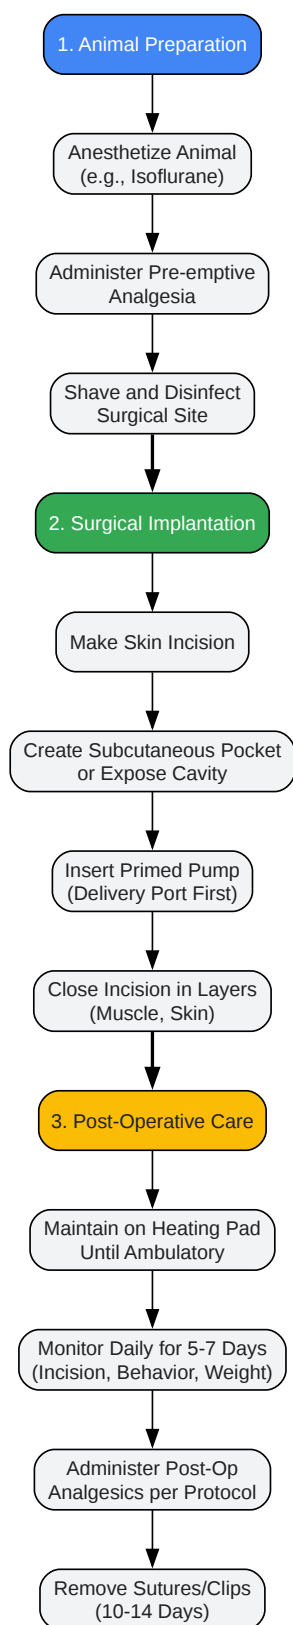 1. Animal Preparation
Anesthetize Animal
(e.g., Isoflurane)
Administer Pre-emptive
Analgesia
Shave and Disinfect
Surgical Site
2. Surgical Implantation
Make Skin Incision
Create Subcutaneous Pocket
or Expose Cavity
Insert Primed Pump
(Delivery Port First)
Close Incision in Layers
(Muscle, Skin)
3. Post-Operative Care
Maintain on Heating Pad
Until Ambulatory
Monitor Daily for 5-7 Days
(Incision, Behavior, Weight)
Administer Post-Op
Analgesics per Protocol
Remove Sutures/Clips
(10-14 Days)